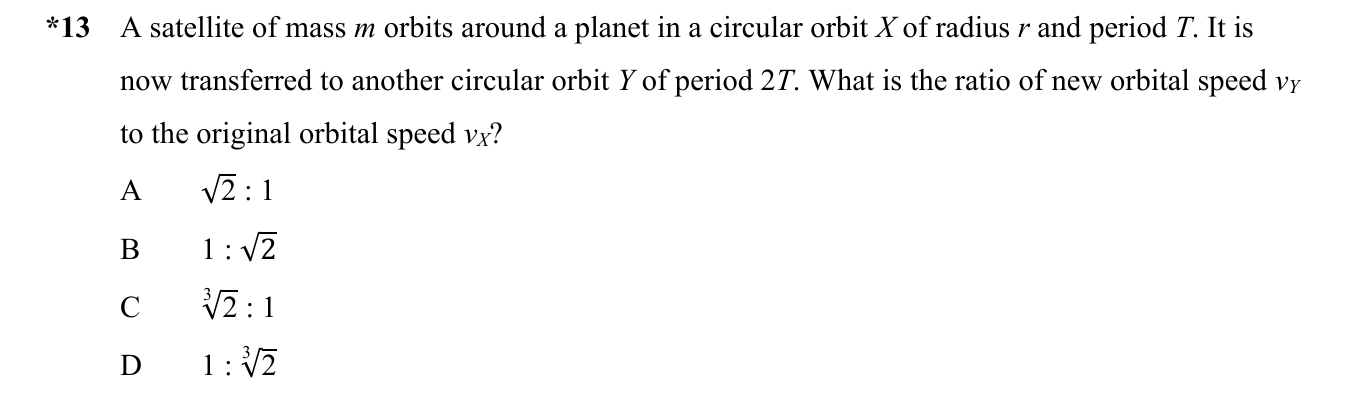 *13 A satellite of mass m orbits around a planet in a circular orbit X of radius r and period T. It is
now transferred to another circular orbit Y of period 2T. What is the ratio of new orbital speed v_Y
to the original orbital speed v_X?
A √2 : 1
B 1 : √2
C ∛2 : 1
D 1 : ∛2